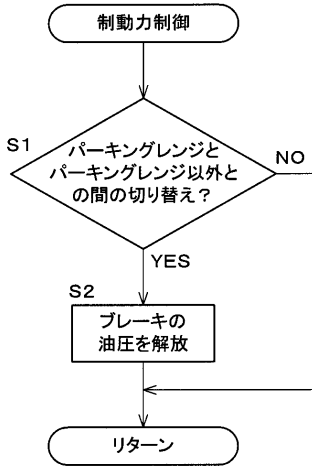 制動力制御
S1
パーキングレンジと
パーキングレンジ以外と
の間の切り替え?
NO
YES
S2
ブレーキの
油圧を解放
リターン